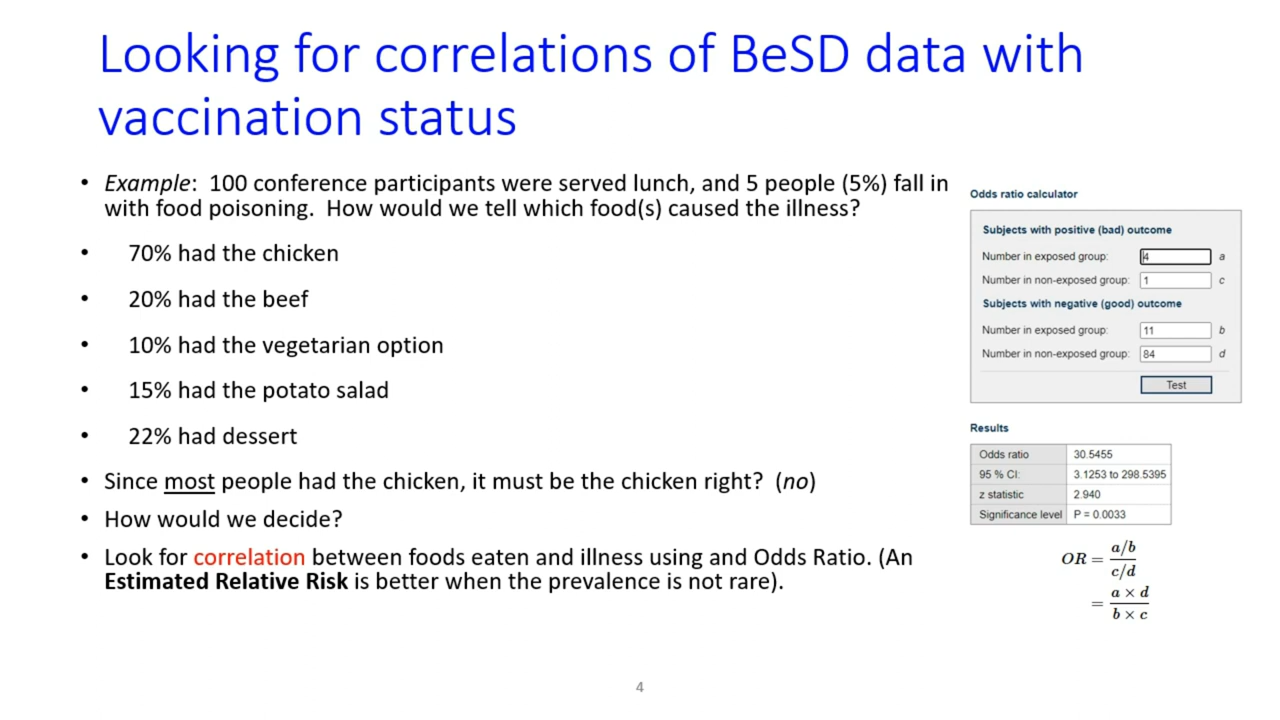 Looking for correlations of BeSD data with
vaccination status
• Example: 100 conference participants were served lunch, and 5 people (5%) fall in
with food poisoning. How would we tell which food(s) caused the illness?
• 70% had the chicken
• 20% had the beef
• 10% had the vegetarian option
• 15% had the potato salad
• 22% had dessert
• Since most people had the chicken, it must be the chicken right? (no)
• How would we decide?
• Look for correlation between foods eaten and illness using and Odds Ratio. (An
Estimated Relative Risk is better when the prevalence is not rare).
Odds ratio calculator
Subjects with positive (bad) outcome
Number in exposed group: 4 a
Number in non-exposed group: 1 c
Subjects with negative (good) outcome
Number in exposed group: 11 b
Number in non-exposed group: 84 d
Test
Results
Odds ratio 30.5455
95 % CI: 3.1253 to 298.5395
z statistic 2.940
Significance level P = 0.0033
OR = a/b
c/d
= a × d
b × c
4